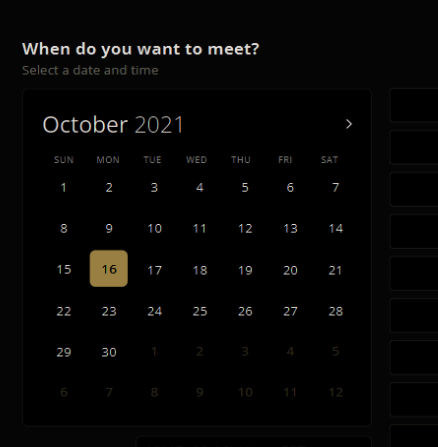 When do you want to meet?
Select a date and time
October 2021 >
SUN MON TUE WED THU FRI SAT
1 2 3 4 5 6 7
8 9 10 11 12 13 14
15 16 17 18 19 20 21
22 23 24 25 26 27 28
29 30 1 2 3 4 5
6 7 8 9 10 11 12